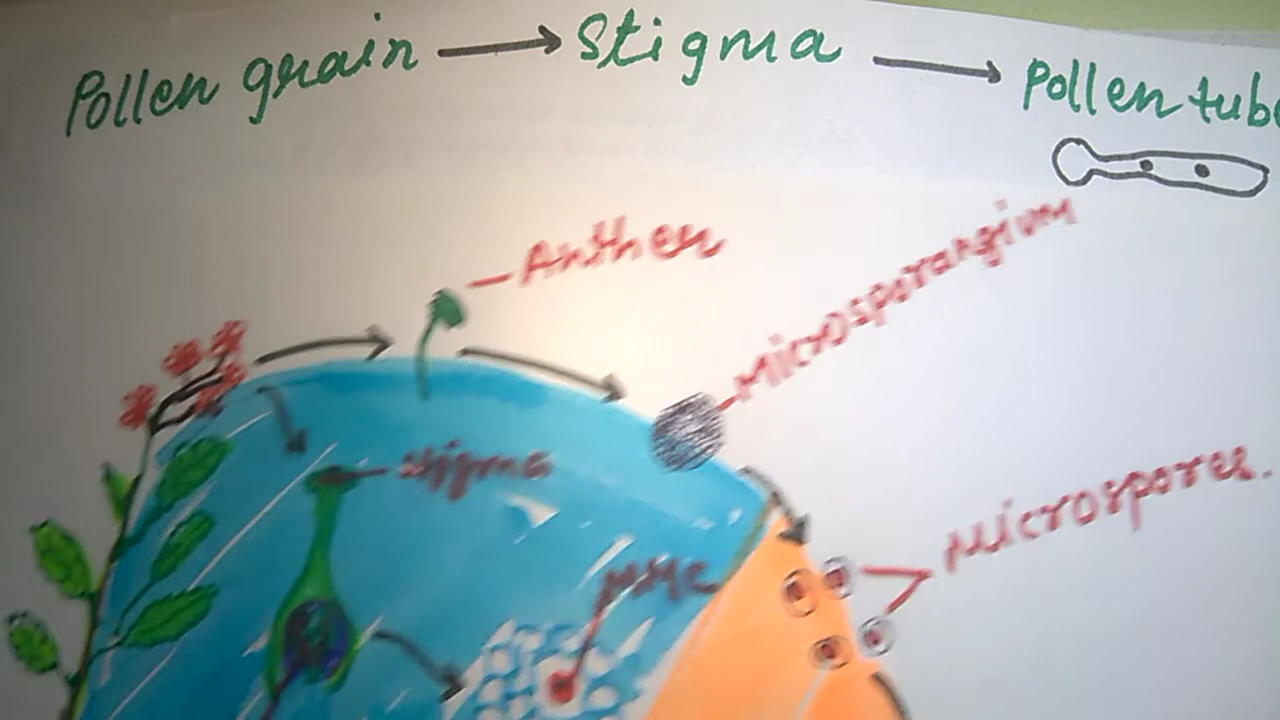 Pollen grain → Stigma → Pollen tube
Anther
Microsporangium
Stigma
Microspores.
MMC